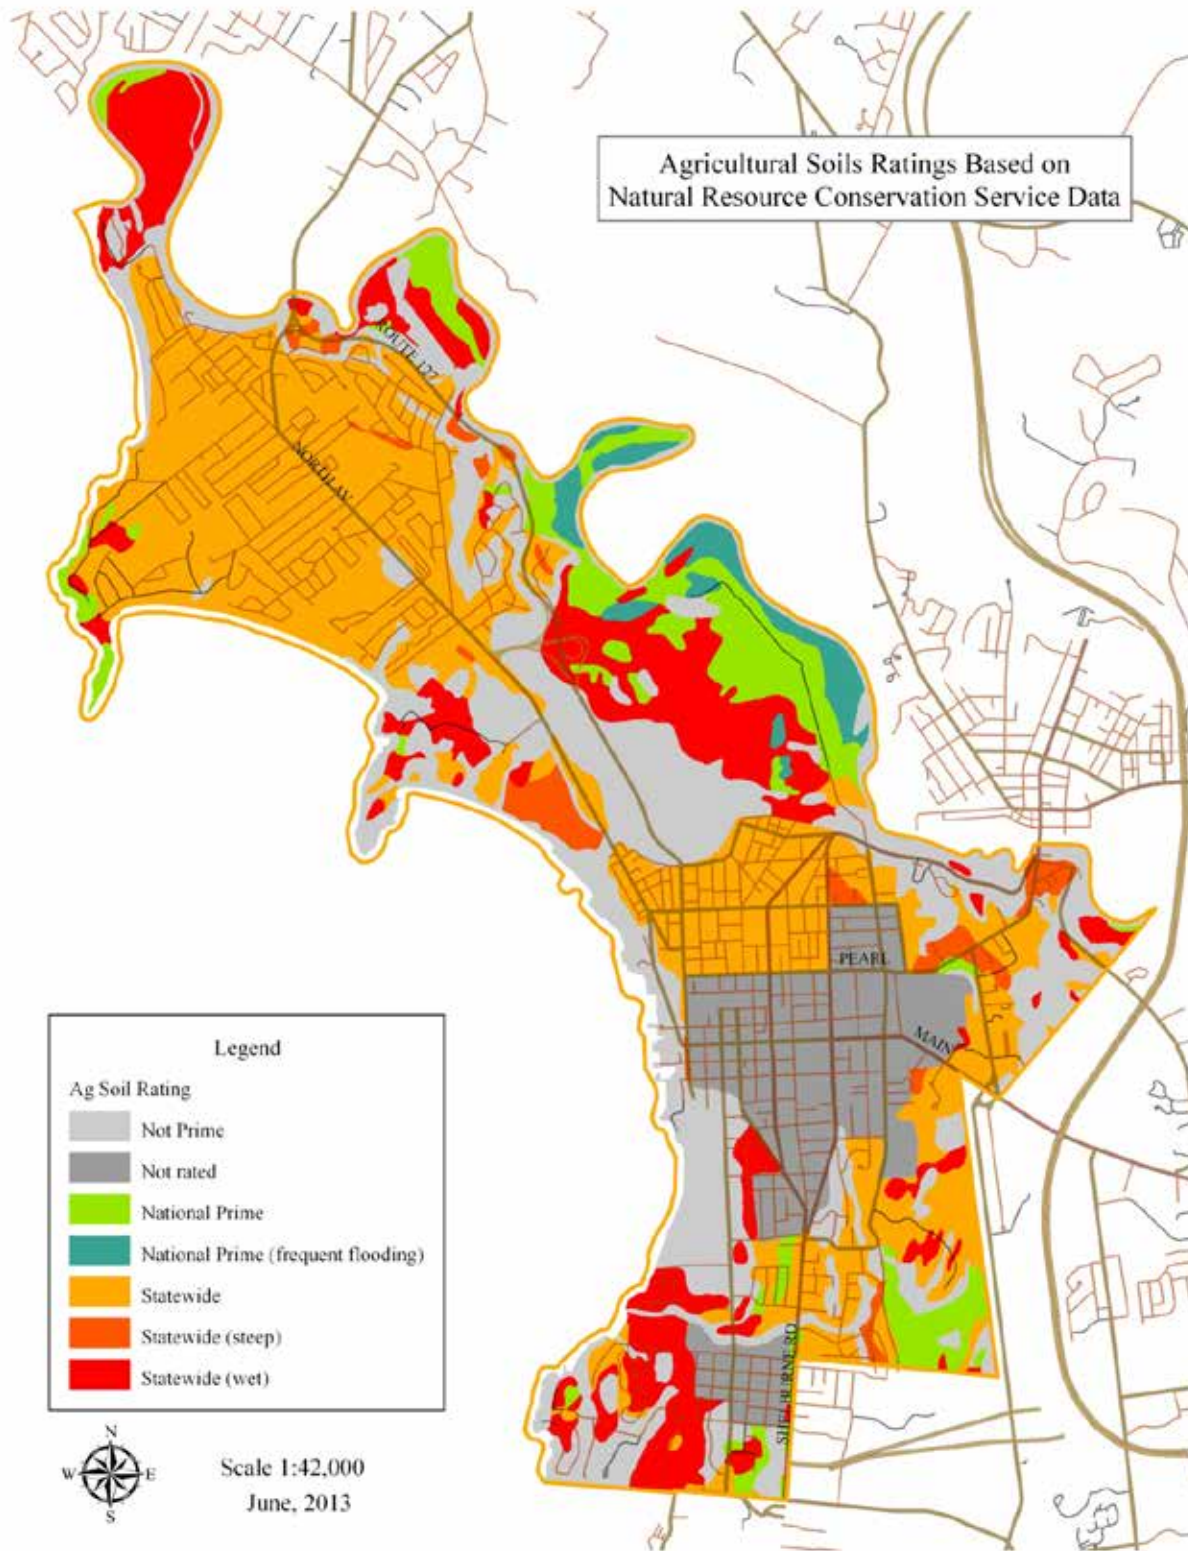 Agricultural Soils Ratings Based on
Natural Resource Conservation Service Data
ROUTE 127
NORTH AV
PEARL
MAIN
SHELBURNE RD
Legend
Ag Soil Rating
Not Prime
Not rated
National Prime
National Prime (frequent flooding)
Statewide
Statewide (steep)
Statewide (wet)
N
W E
S
Scale 1:42,000
June, 2013